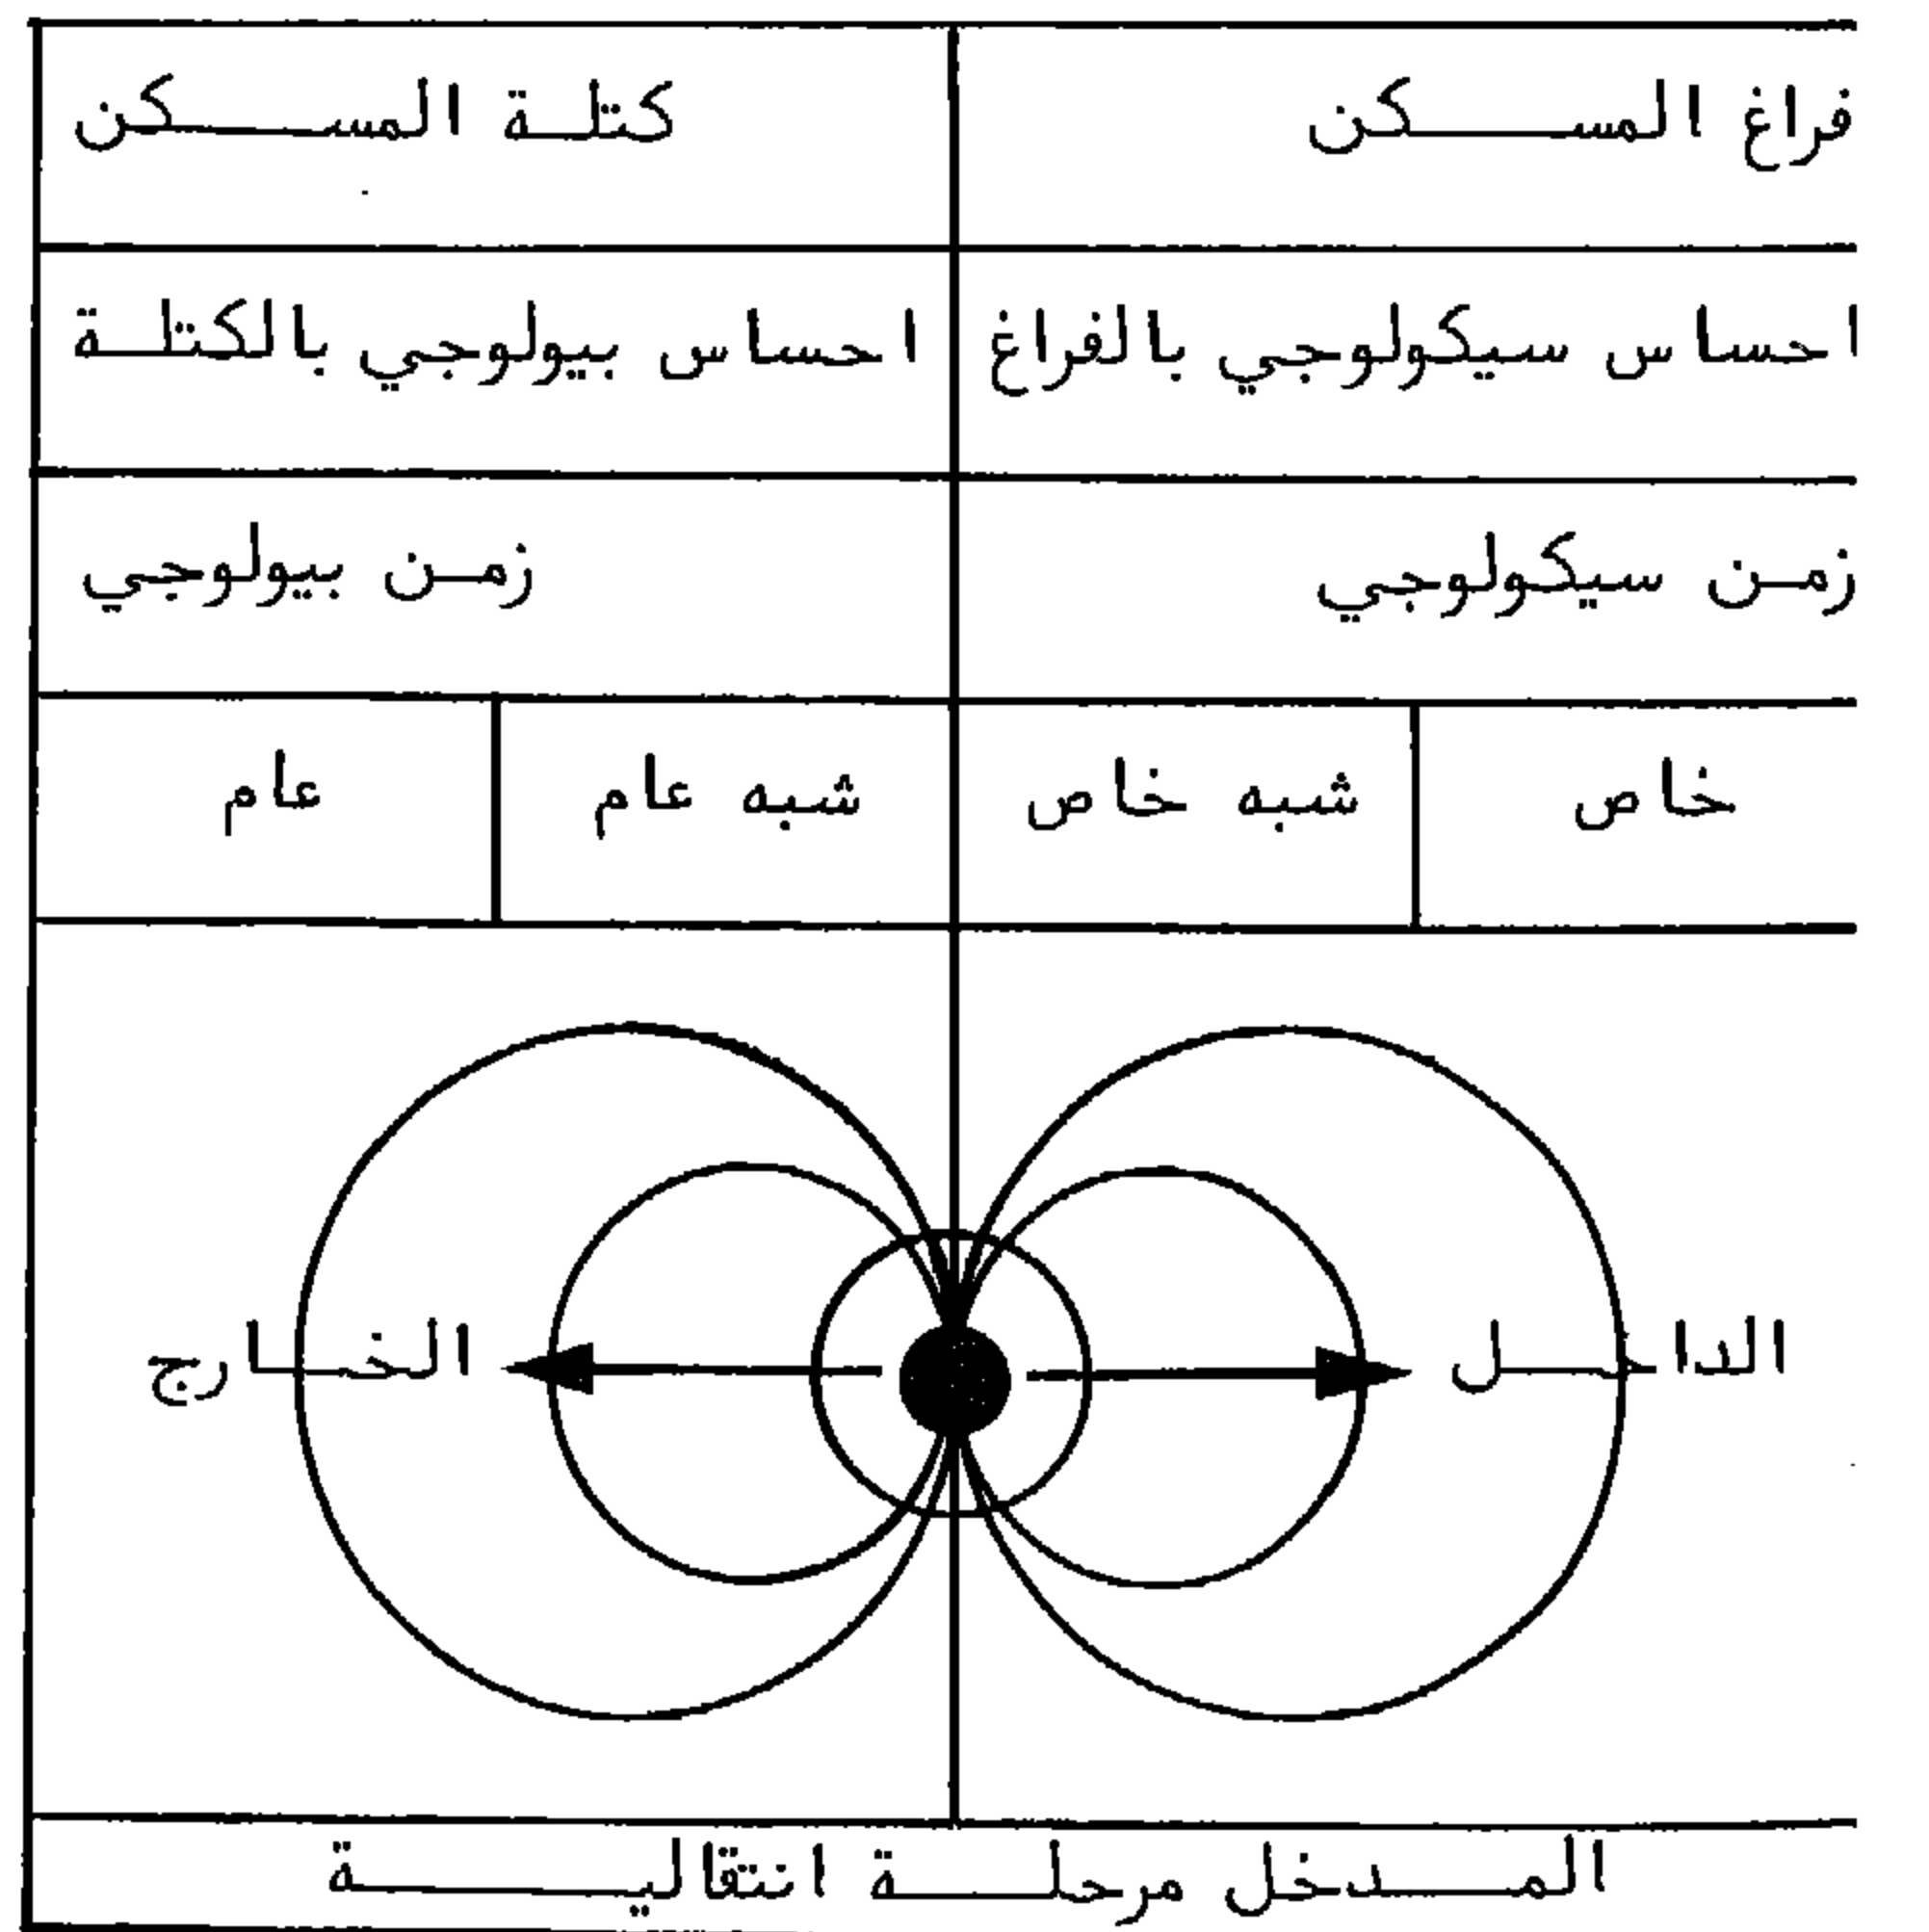 فراغ المسكن كتلة المسكن
احساس سيكولوجي بالفراغ احساس بيولوجي بالكتلة
زمن سيكولوجي زمن بيولوجي
خاص شبه خاص شبه عام عام
الداخل الخارج
المدخل مرحلة انتقالية